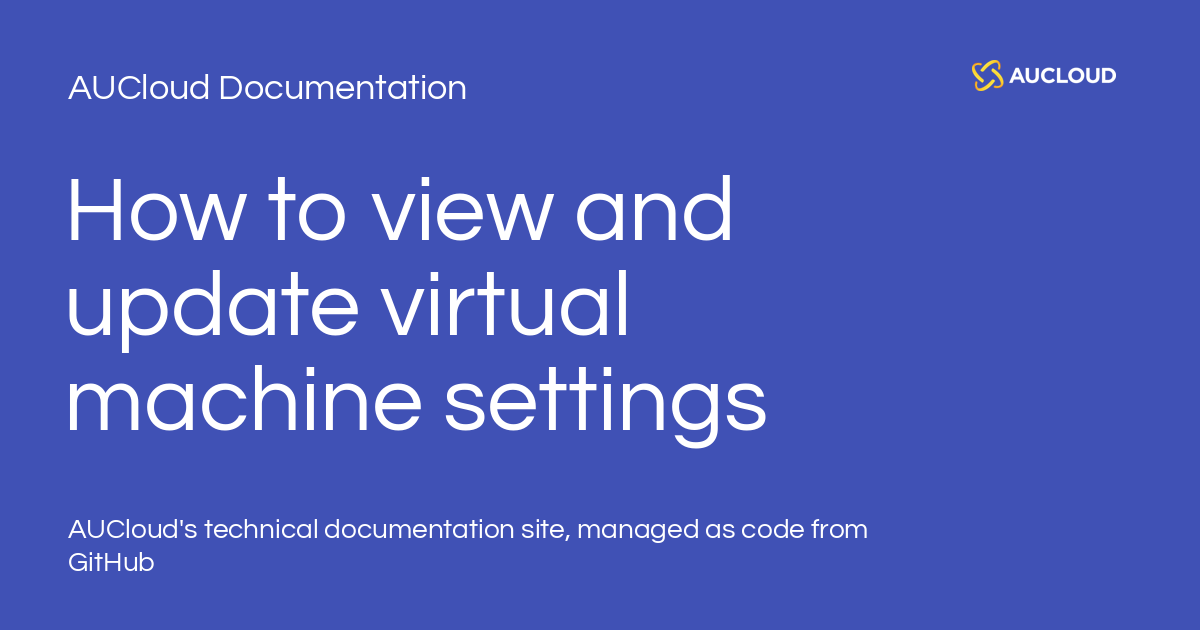 AUCloud Documentation
AUCLOUD
How to view and
update virtual
machine settings
AUCloud's technical documentation site, managed as code from
GitHub